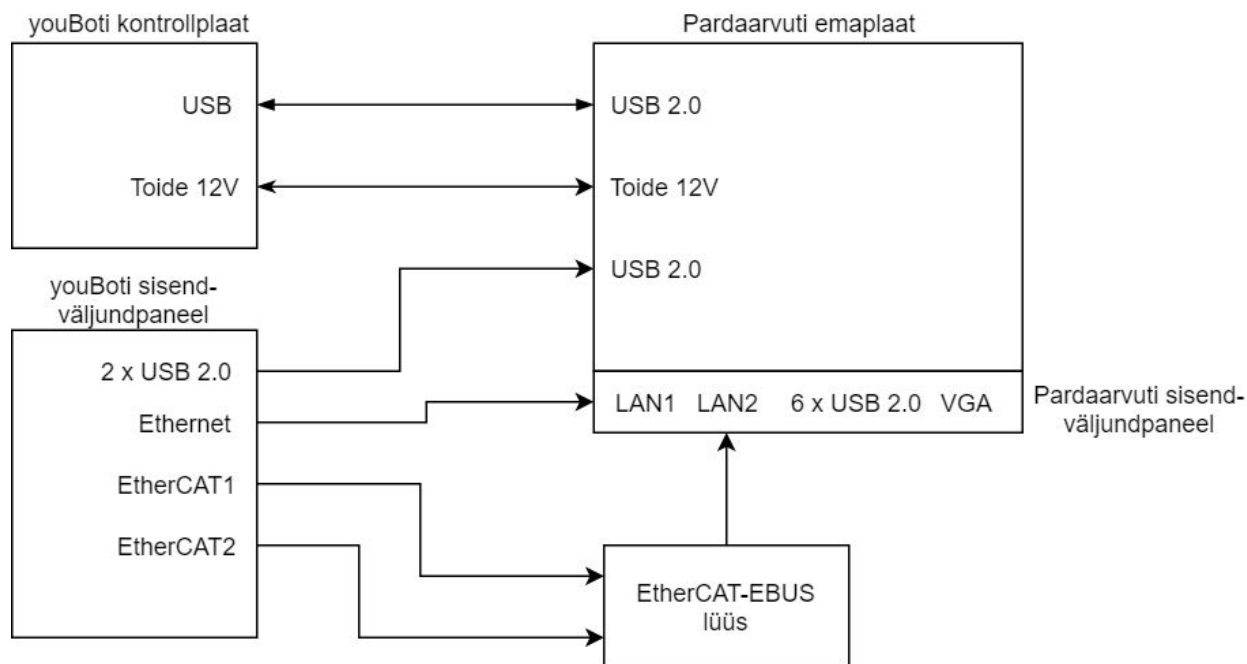 youBoti kontrollplaat
USB
Toide 12V
Pardaarvuti emaplaat
USB 2.0
Toide 12V
USB 2.0
youBoti sisend-
väljundpaneel
2 x USB 2.0
Ethernet
EtherCAT1
EtherCAT2
LAN1 LAN2 6 x USB 2.0 VGA
Pardaarvuti sisend-
väljundpaneel
EtherCAT-EBUS
lüüs